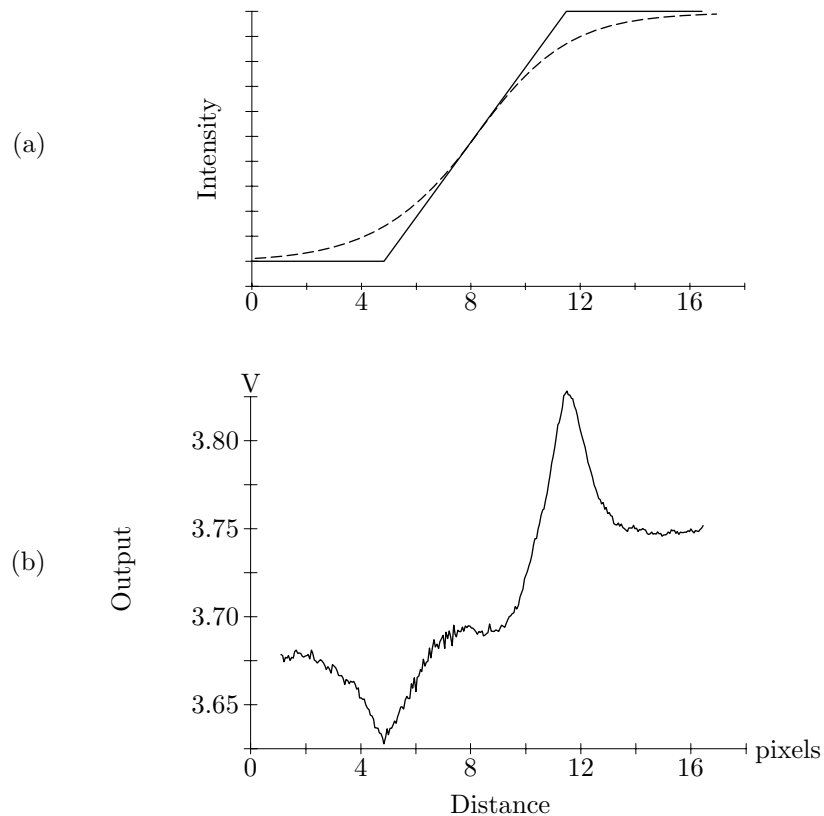 (a)
Intensity
0 4 8 12 16
(b)
V
Output
3.80
3.75
3.70
3.65
0 4 8 12 16 pixels
Distance